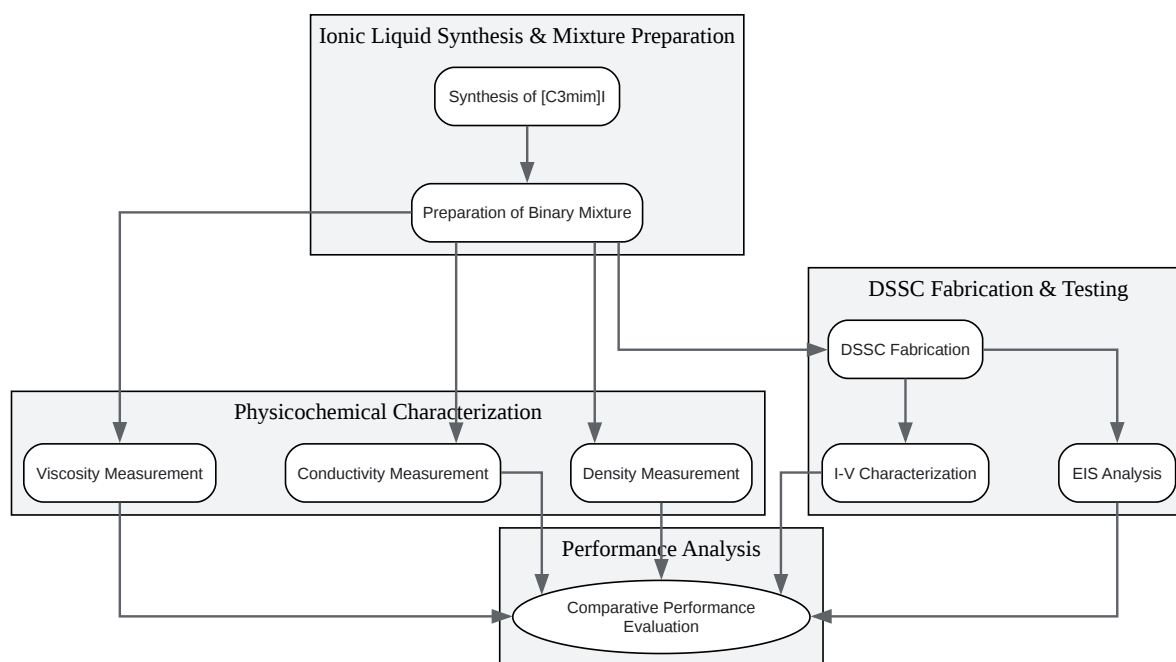 Ionic Liquid Synthesis & Mixture Preparation
Synthesis of [C3mim]I
Preparation of Binary Mixture
DSSC Fabrication & Testing
DSSC Fabrication
Physicochemical Characterization
Viscosity Measurement
Conductivity Measurement
Density Measurement
I-V Characterization
EIS Analysis
Performance Analysis
Comparative Performance
Evaluation